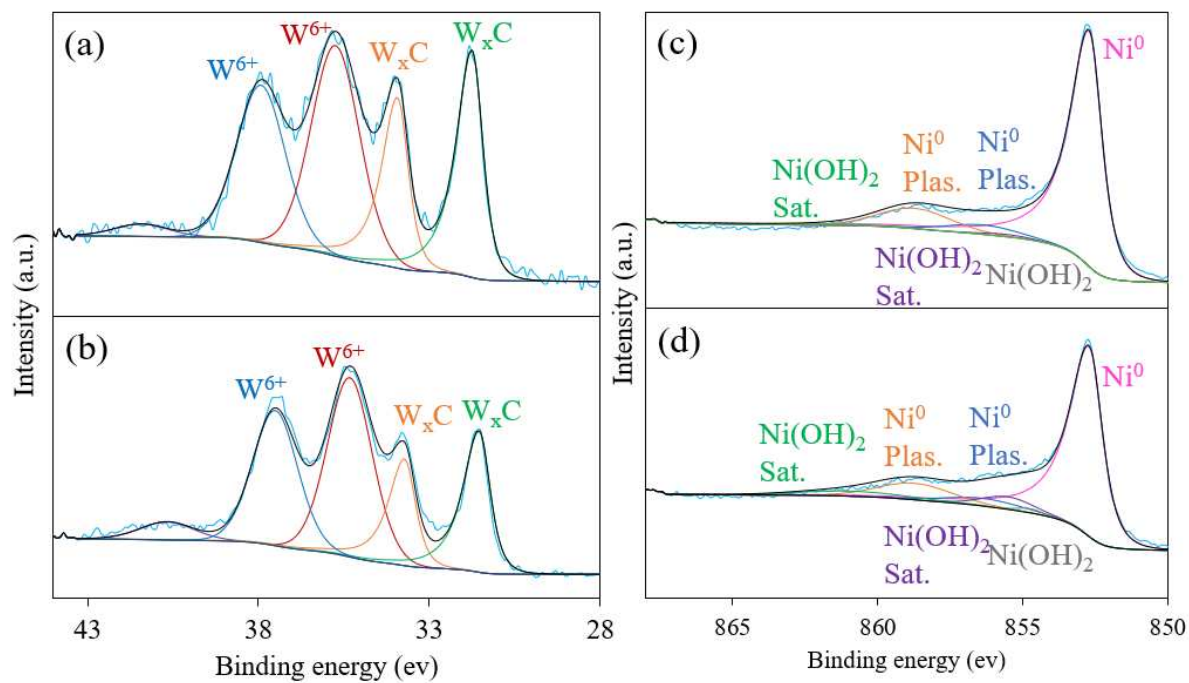 (a)
W⁶⁺
W⁶⁺
WₓC
WₓC
(b)
W⁶⁺
W⁶⁺
WₓC
WₓC
Intensity (a.u.)
43
38
33
28
Binding energy (ev)
(c)
Ni⁰
Ni(OH)₂
Sat.
Ni⁰
Plas.
Ni⁰
Plas.
Ni(OH)₂
Sat.
Ni(OH)₂
(d)
Ni⁰
Ni(OH)₂
Sat.
Ni⁰
Plas.
Ni⁰
Plas.
Ni(OH)₂
Sat.
Ni(OH)₂
Intensity (a.u.)
865
860
855
850
Binding energy (ev)